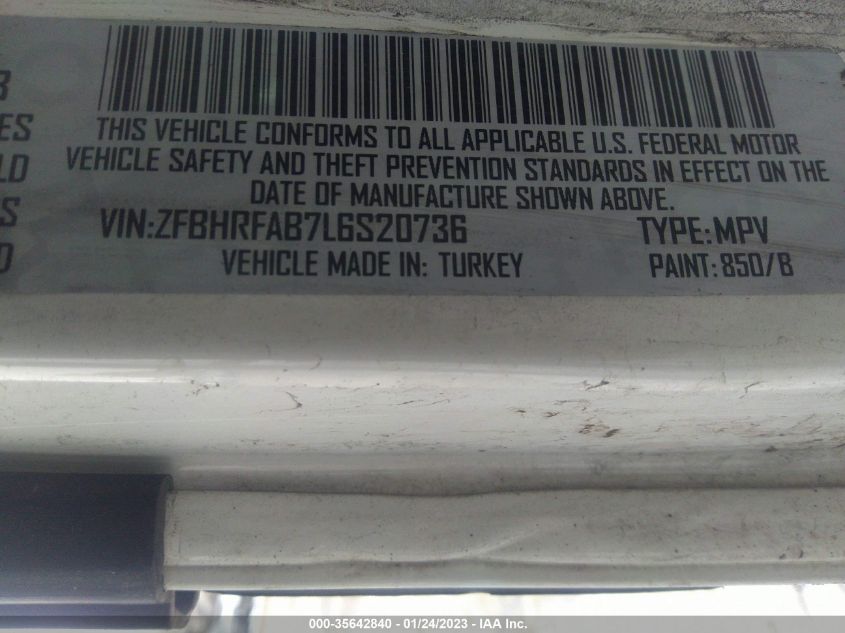 B
ES
LD
S
D
THIS VEHICLE CONFORMS TO ALL APPLICABLE U.S. FEDERAL MOTOR
VEHICLE SAFETY AND THEFT PREVENTION STANDARDS IN EFFECT ON THE
DATE OF MANUFACTURE SHOWN ABOVE.
VIN:ZFBHRFAB7L6S20736 TYPE:MPV
VEHICLE MADE IN: TURKEY PAINT: 850/B
000-35642840 - 01/24/2023 - IAA Inc.